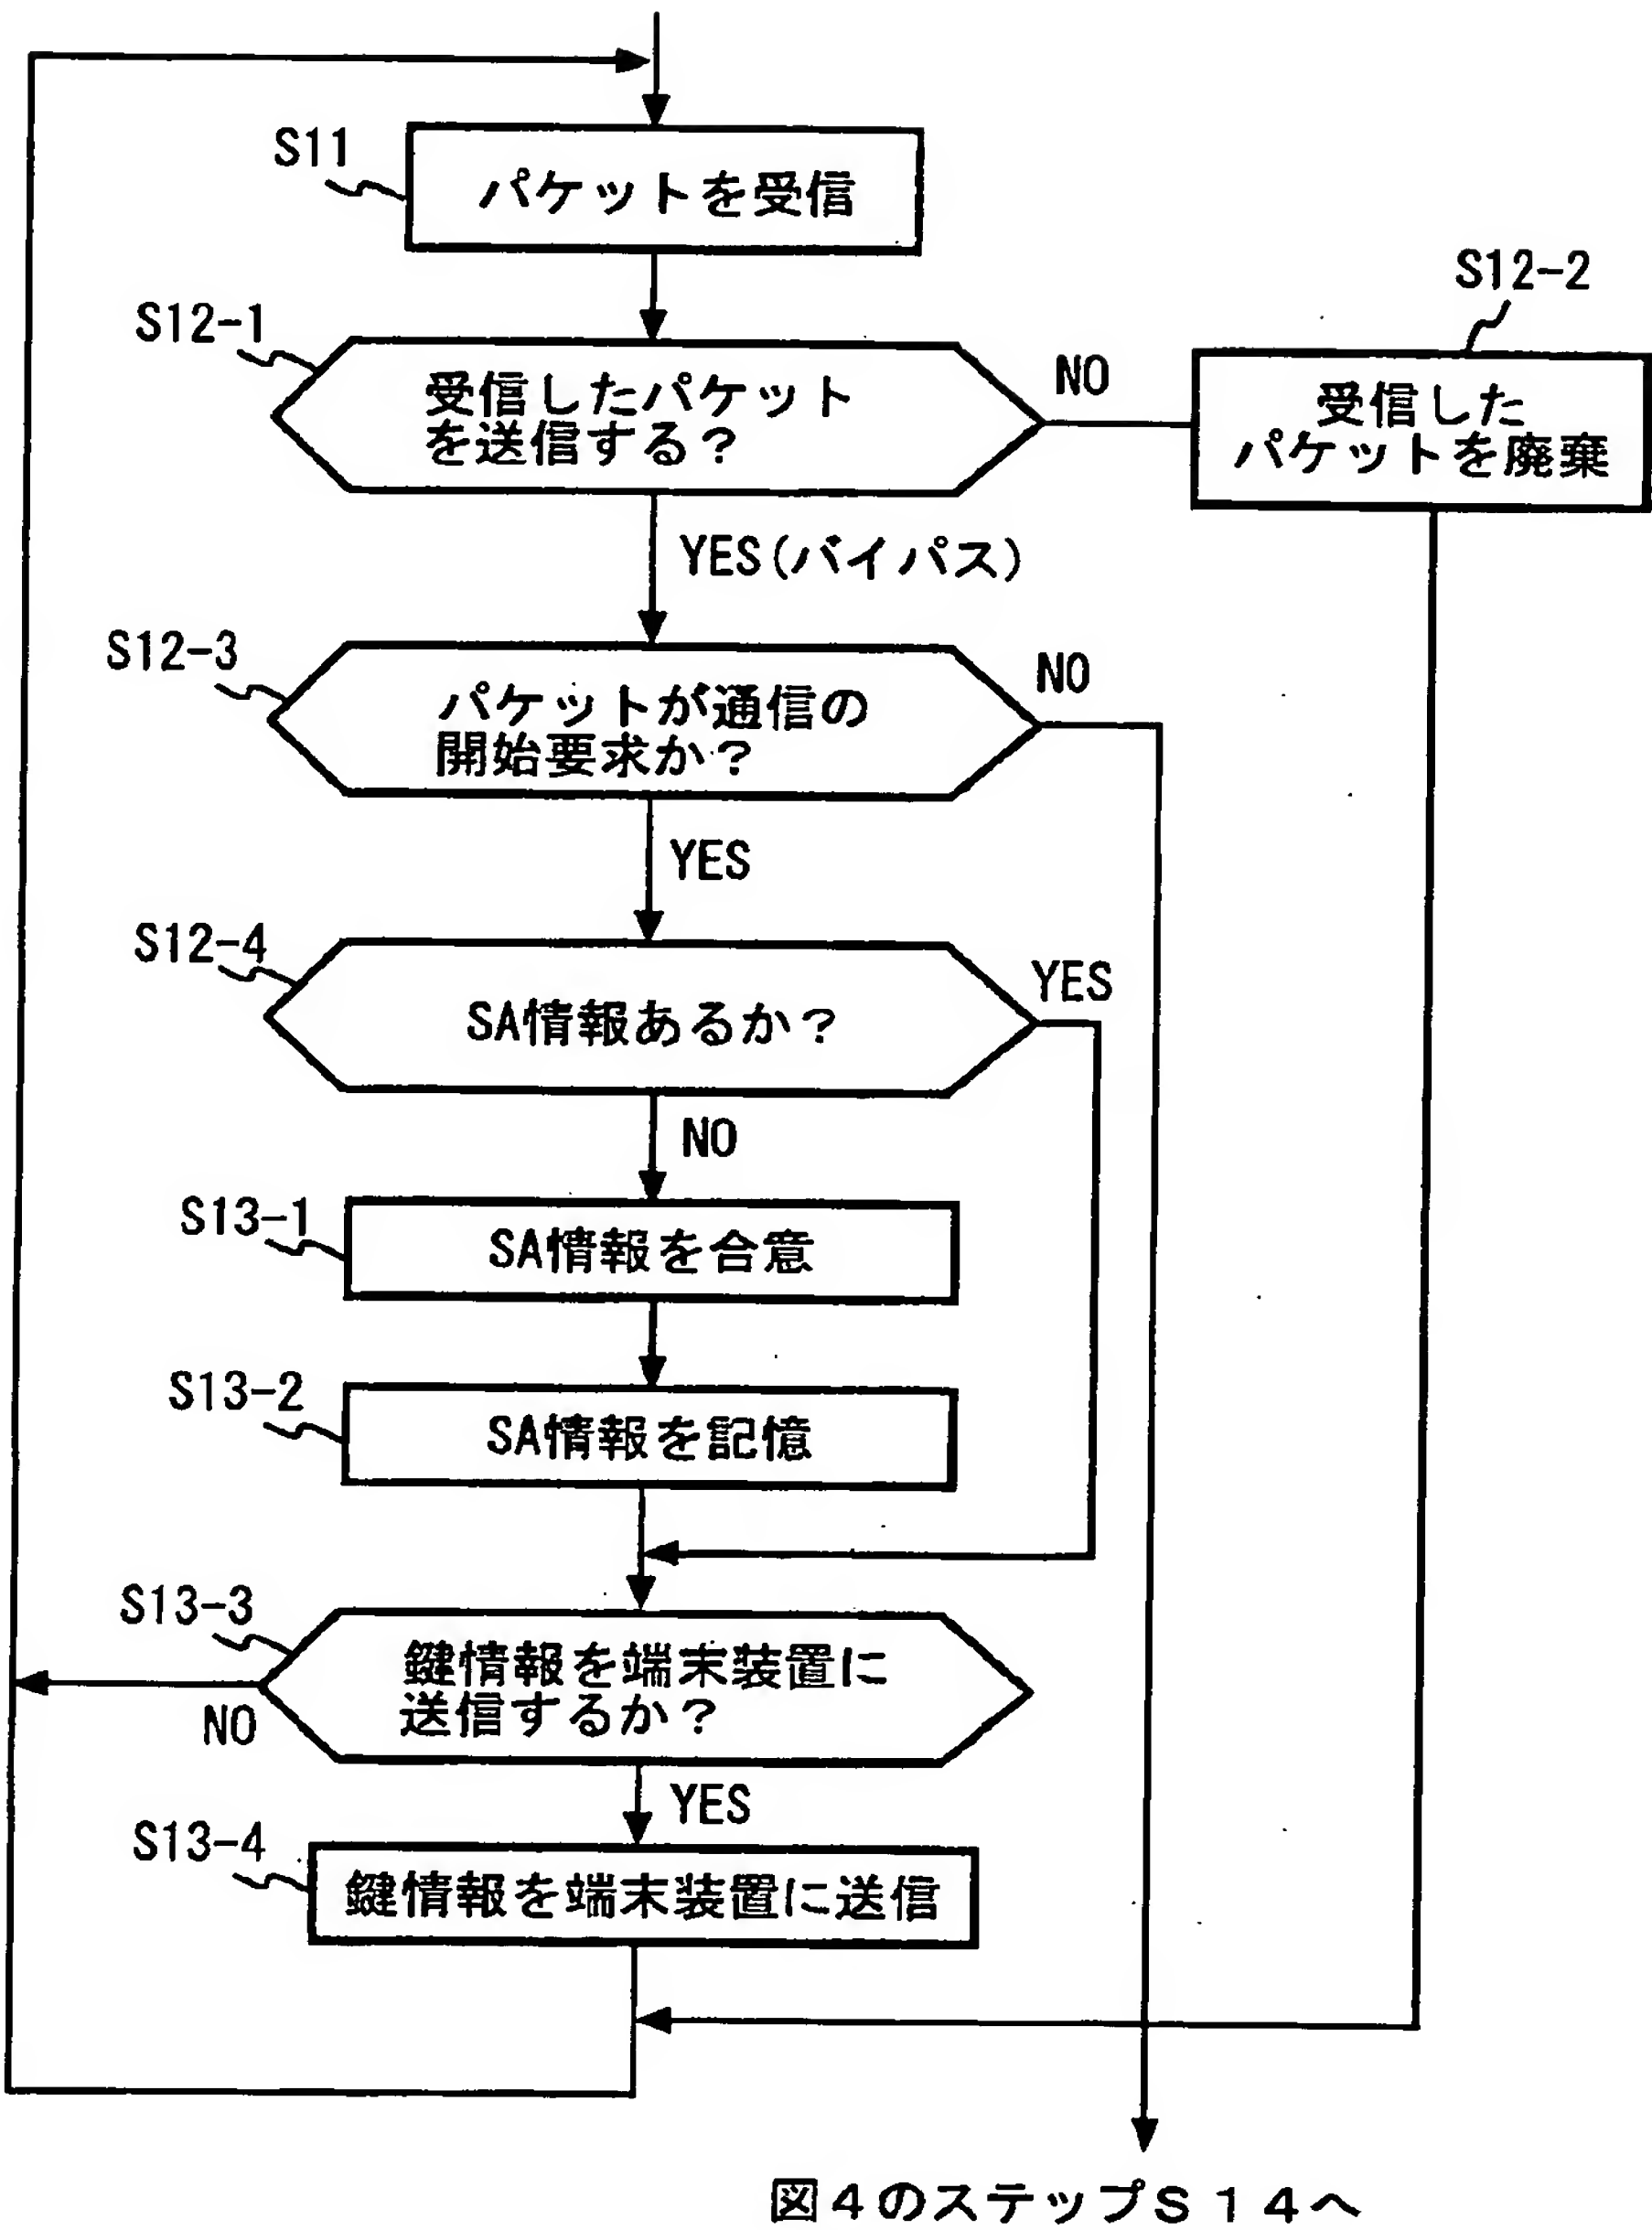 S11
パケットを受信
S12-1
受信したパケット
を送信する？
NO
S12-2
受信した
パケットを廃棄
YES(バイパス)
S12-3
パケットが通信の
開始要求か？
NO
YES
S12-4
SA情報あるか？
YES
NO
S13-1
SA情報を合意
S13-2
SA情報を記憶
S13-3
鍵情報を端末装置に
送信するか？
NO
YES
S13-4
鍵情報を端末装置に送信
図４のステップＳ１４へ